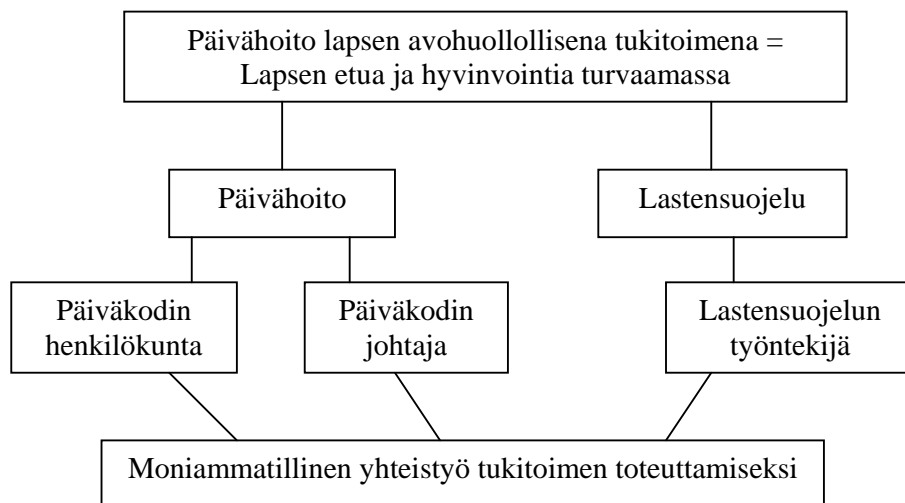 Päivähoito lapsen avohuollollisena tukitoimena =
Lapsen etua ja hyvinvointia turvaamassa
Päivähoito
Lastensuojelu
Päiväkodin
henkilökunta
Päiväkodin
johtaja
Lastensuojelun
työntekijä
Moniammatillinen yhteistyö tukitoimen toteuttamiseksi